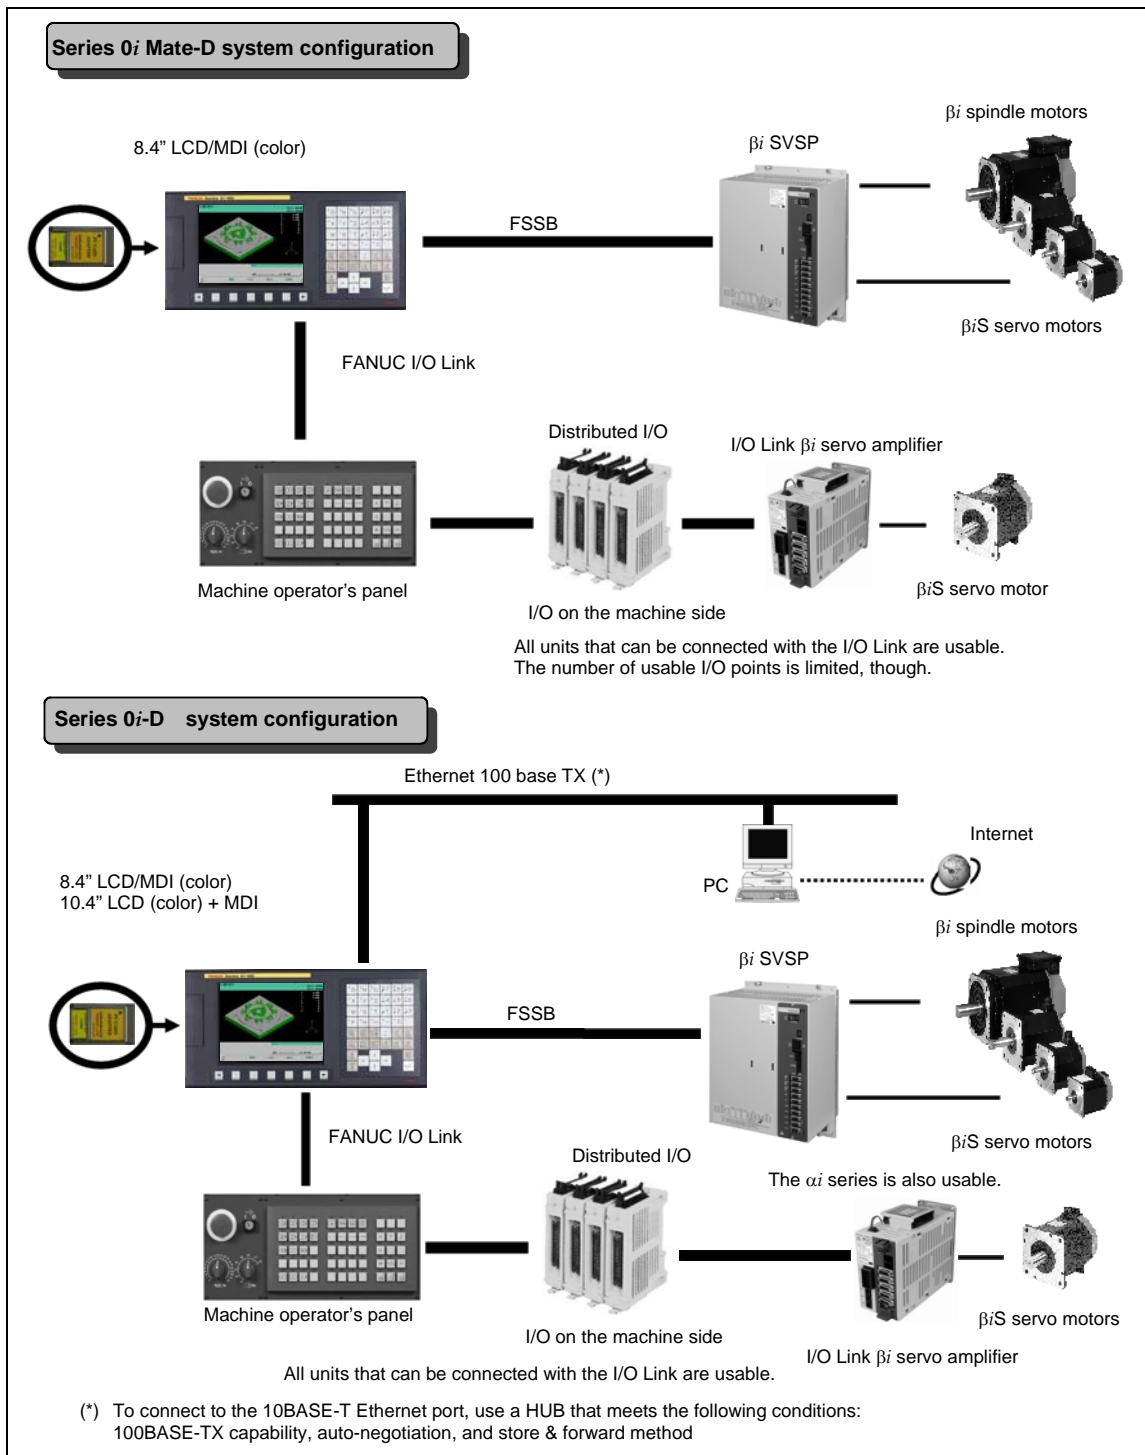 Series 0i Mate-D system configuration
βi spindle motors
8.4” LCD/MDI (color)
βi SVSP
FSSB
βiS servo motors
FANUC I/O Link
Distributed I/O
I/O Link βi servo amplifier
Machine operator’s panel
βiS servo motor
I/O on the machine side
All units that can be connected with the I/O Link are usable.
The number of usable I/O points is limited, though.
Series 0i-D system configuration
Ethernet 100 base TX (*)
Internet
PC
8.4” LCD/MDI (color)
10.4” LCD (color) + MDI
βi spindle motors
βi SVSP
FSSB
βiS servo motors
FANUC I/O Link
Distributed I/O
The αi series is also usable.
Machine operator’s panel
βiS servo motors
I/O on the machine side
I/O Link βi servo amplifier
All units that can be connected with the I/O Link are usable.
(*) To connect to the 10BASE-T Ethernet port, use a HUB that meets the following conditions:
100BASE-TX capability, auto-negotiation, and store & forward method